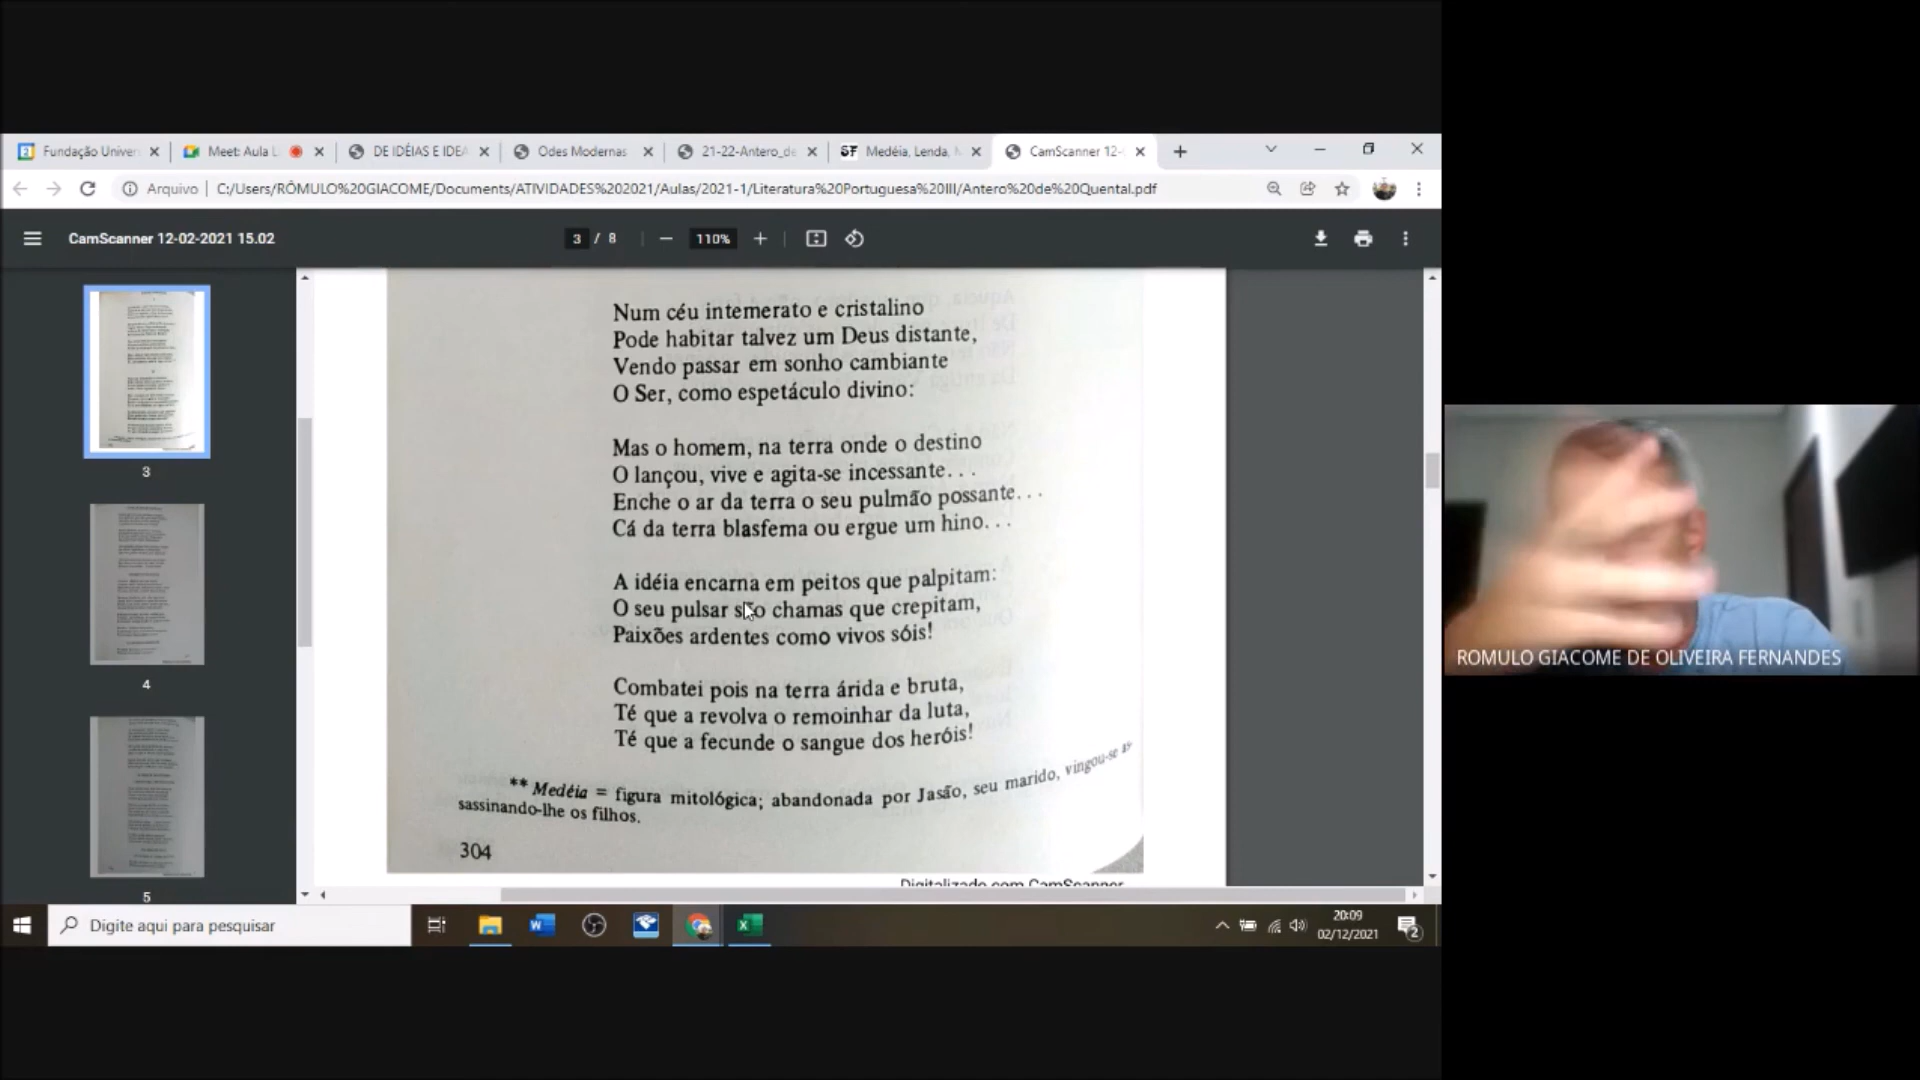 Fundação Univer
Meet: Aula L
DE IDÉIAS E IDEA
Odes Modernas
21-22-Antero_de
SF Medéia, Lenda, M
CamScanner 12-
Arquivo
C:/Users/RÔMULO%20GIACOME/Documents/ATIVIDADES%202021/Aulas/2021-1/Literatura%20Portuguesa%20III/Antero%20de%20Quental.pdf
CamScanner 12-02-2021 15.02
3 / 8
110%
3
4
5
Num céu intemerato e cristalino
Pode habitar talvez um Deus distante,
Vendo passar em sonho cambiante
O Ser, como espetáculo divino:
Mas o homem, na terra onde o destino
O lançou, vive e agita-se incessante. . .
Enche o ar da terra o seu pulmão possante. . .
Cá da terra blasfema ou ergue um hino. . .
A idéia encarna em peitos que palpitam:
O seu pulsar são chamas que crepitam,
Paixões ardentes como vivos sóis!
Combatei pois na terra árida e bruta,
Té que a revolva o remoinhar da luta,
Té que a fecunde o sangue dos heróis!
** Medéia = figura mitológica; abandonada por Jasão, seu marido, vingou-se as-
sassinando-lhe os filhos.
304
Digitalizado com CamScanner
ROMULO GIACOME DE OLIVEIRA FERNANDES
Digite aqui para pesquisar
20:09
02/12/2021
2